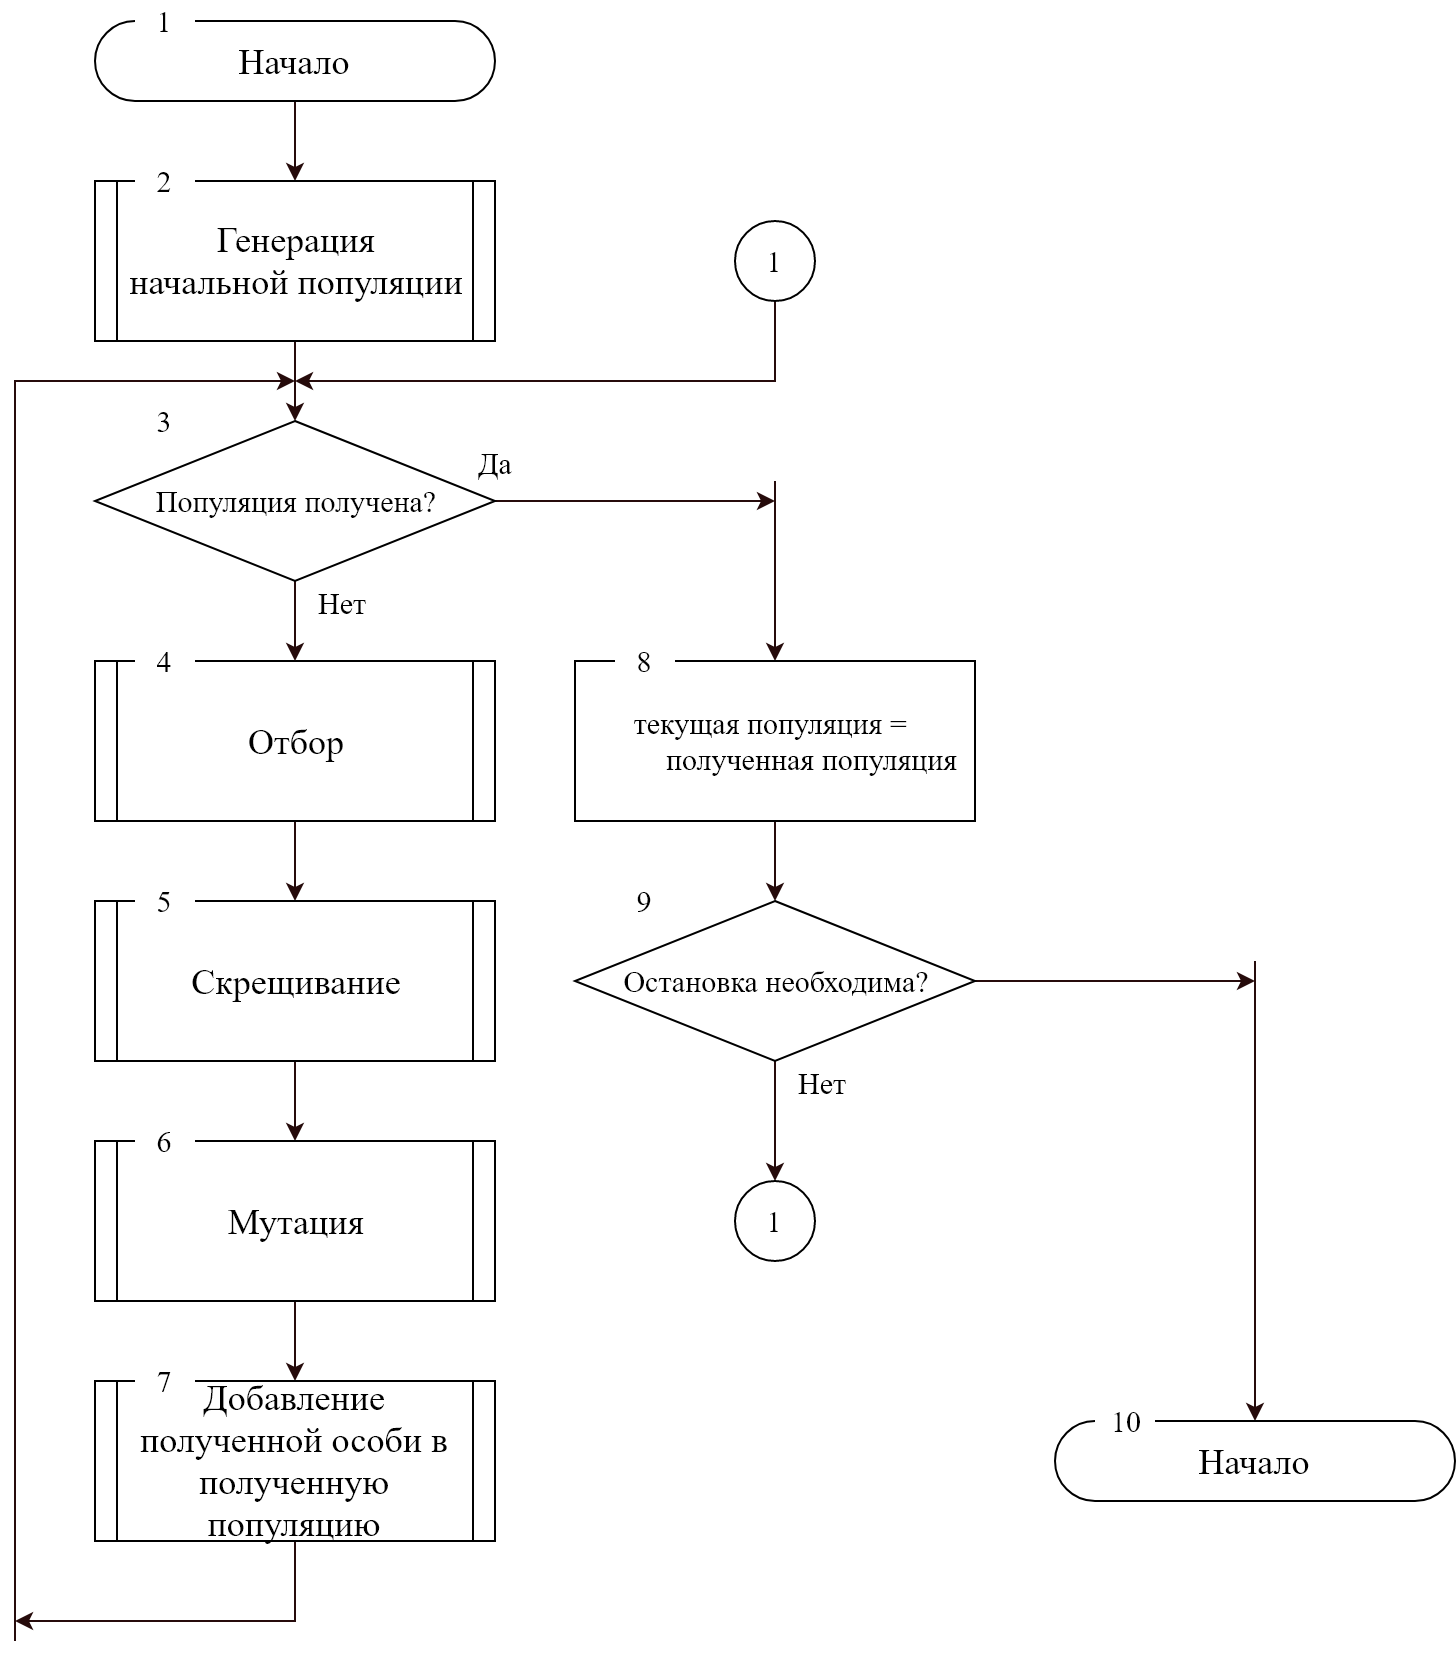 1
Начало
2
Генерация
начальной популяции
1
3
Популяция получена?
Да
Нет
4
Отбор
5
Скрещивание
6
Мутация
7
Добавление
полученной особи в
полученную
популяцию
8
текущая популяция =
полученная популяция
9
Остановка необходима?
Нет
1
10
Начало